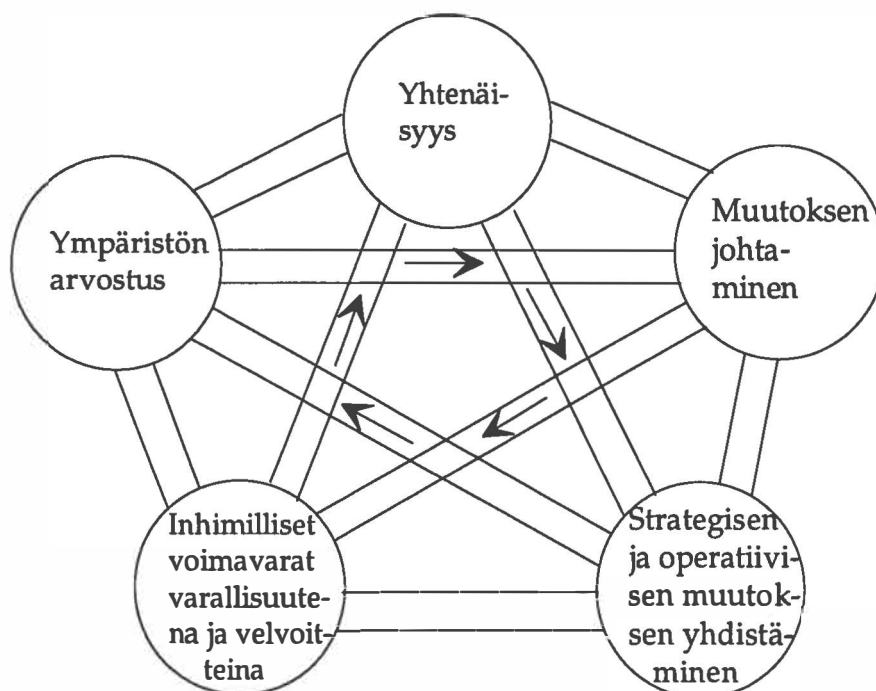 Yhtenäi-
syys
Ympäristön
arvostus
Muutoksen
johta-
minen
Inhimilliset
voimavarat
varallisuute-
na ja velvoit-
teina
Strategisen
ja operatiivi-
sen muutok-
sen yhdistä-
minen